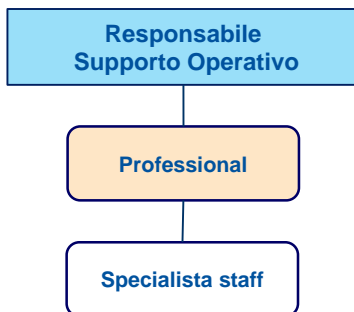 Responsabile
Supporto Operativo
Professional
Specialista staff